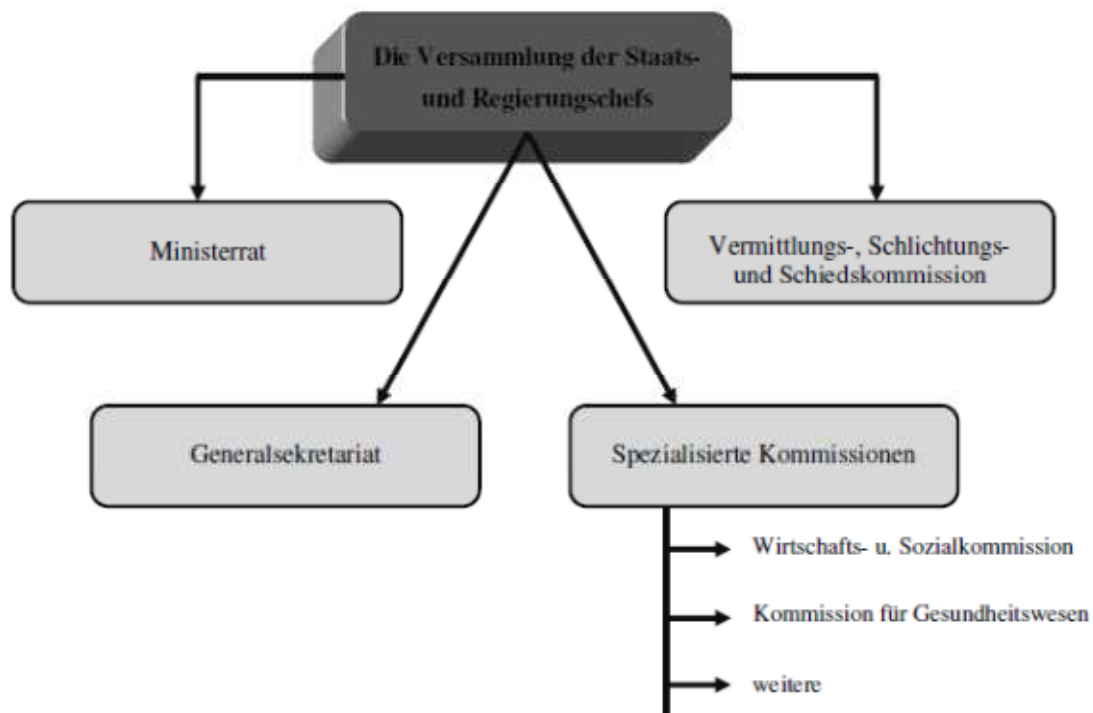 Die Versammlung der Staats-
und Regierungschefs
Ministerrat
Vermittlungs-, Schlichtungs-
und Schiedskommission
Generalsekretariat
Spezialisierte Kommissionen
Wirtschafts- u. Sozialkommission
Kommission für Gesundheitswesen
weitere